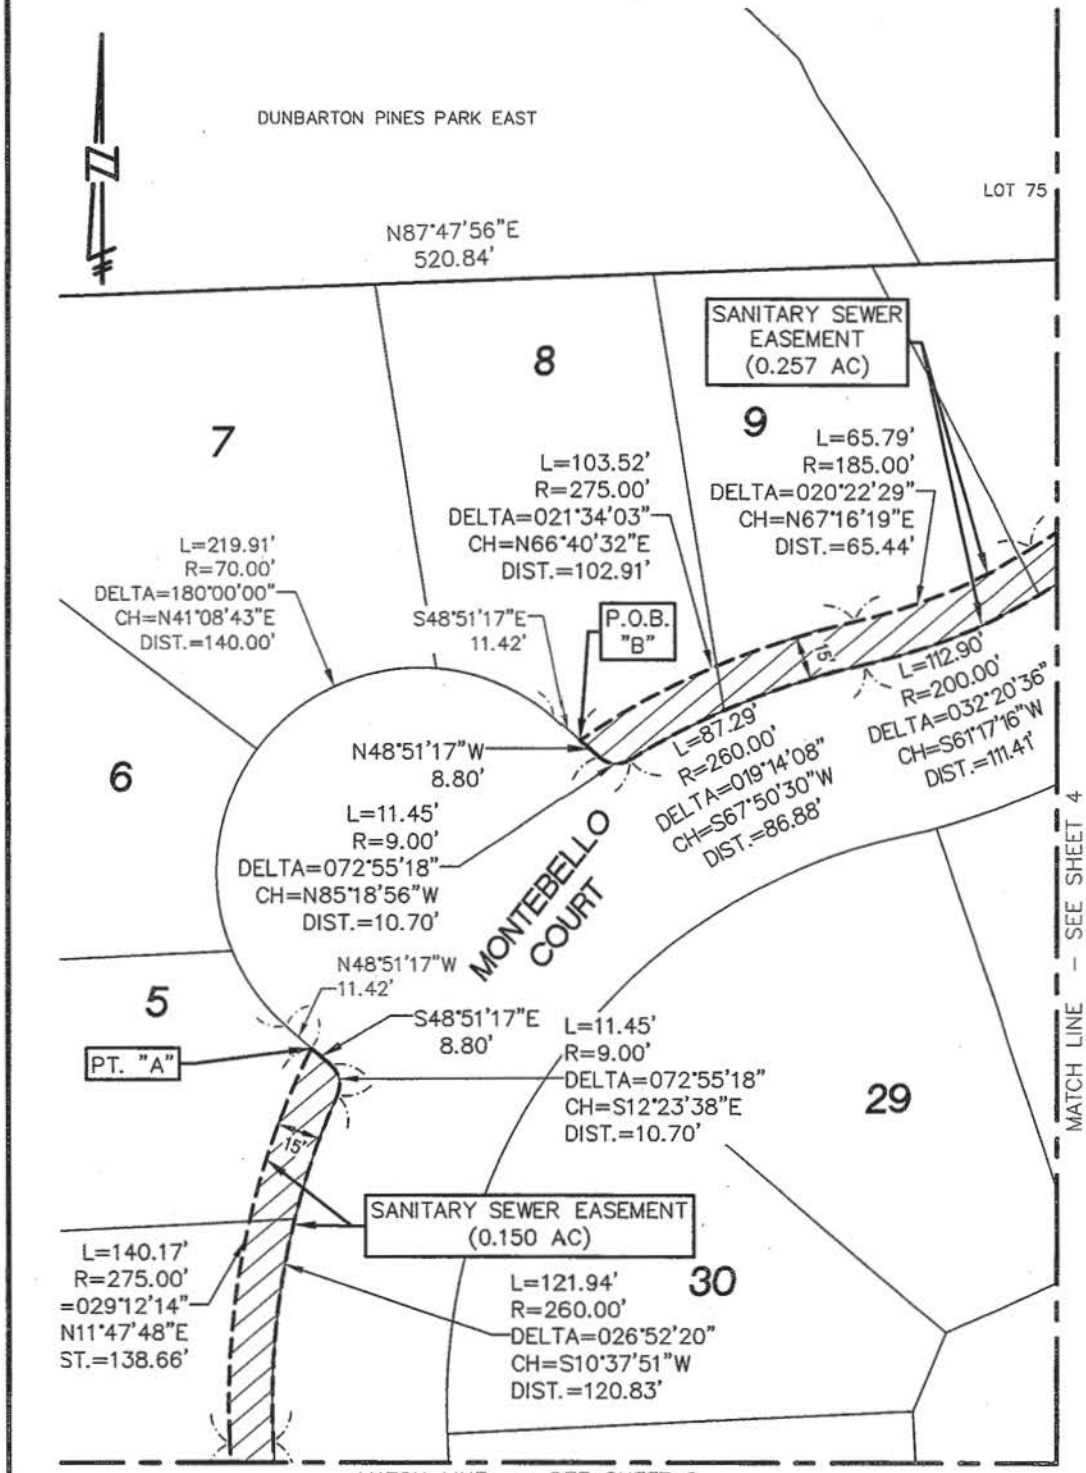 DUNBARTON PINES PARK EAST
LOT 75
N87°47'56"E
520.84'
SANITARY SEWER
EASEMENT
(0.257 AC)
8
9
7
L=65.79'
R=185.00'
DELTA=020°22'29"
CH=N67°16'19"E
DIST.=65.44'
L=103.52'
R=275.00'
DELTA=021°34'03"
CH=N66°40'32"E
DIST.=102.91'
L=219.91'
R=70.00'
DELTA=180°00'00"
CH=N41°08'43"E
DIST.=140.00'
S48°51'17"E
11.42'
P.O.B.
"B"
15'
L=112.90'
R=200.00'
DELTA=032°20'36"
CH=S61°17'16"W
DIST.=111.41'
L=87.29'
R=260.00'
DELTA=019°14'08"
CH=S67°50'30"W
DIST.=86.88'
N48°51'17"W
8.80'
6
L=11.45'
R=9.00'
DELTA=072°55'18"
CH=N85°18'56"W
DIST.=10.70'
MONTEBELLO
COURT
MATCH LINE - SEE SHEET 4
N48°51'17"W
11.42'
5
S48°51'17"E
8.80'
PT. "A"
L=11.45'
R=9.00'
DELTA=072°55'18"
CH=S12°23'38"E
DIST.=10.70'
29
15'
SANITARY SEWER EASEMENT
(0.150 AC)
30
L=140.17'
R=275.00'
=029°12'14"
N11°47'48"E
ST.=138.66'
L=121.94'
R=260.00'
DELTA=026°52'20"
CH=S10°37'51"W
DIST.=120.83'